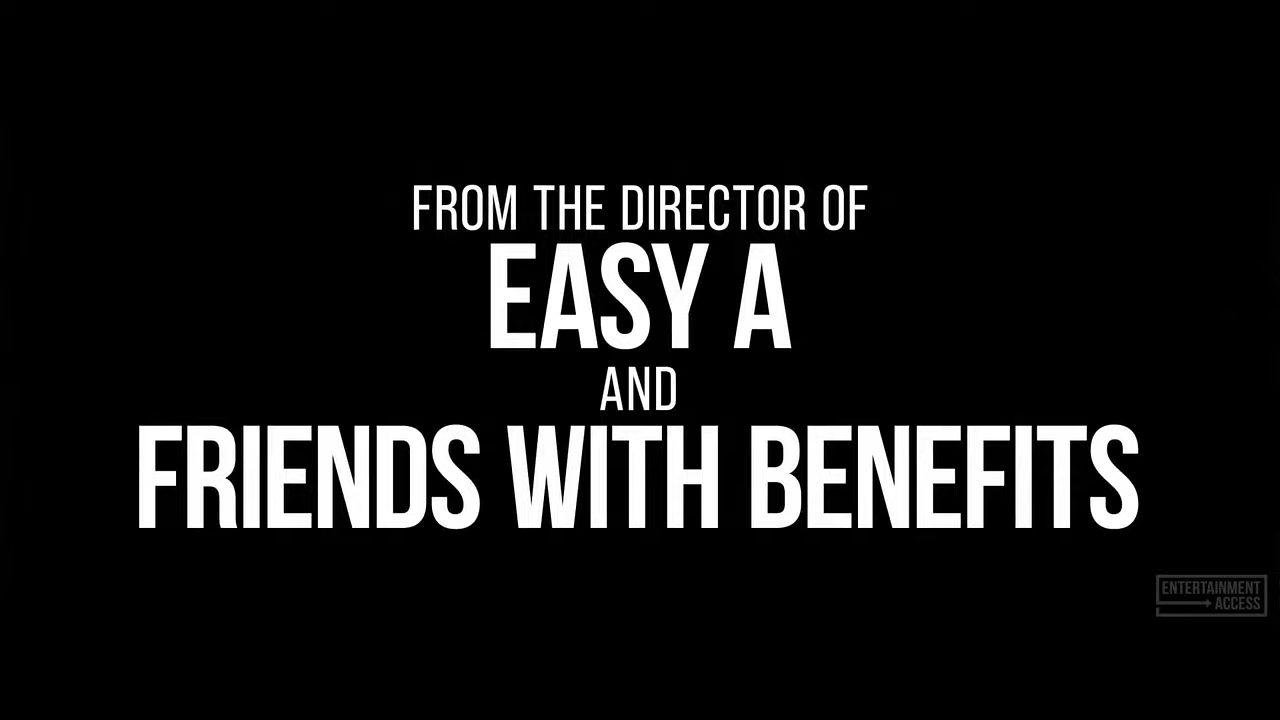 FROM THE DIRECTOR OF
EASY A
AND
FRIENDS WITH BENEFITS
ENTERTAINMENT
ACCESS